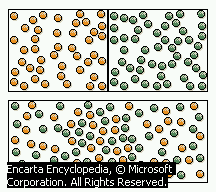 Encarta Encyclopedia, © Microsoft
Corporation. All Rights Reserved.